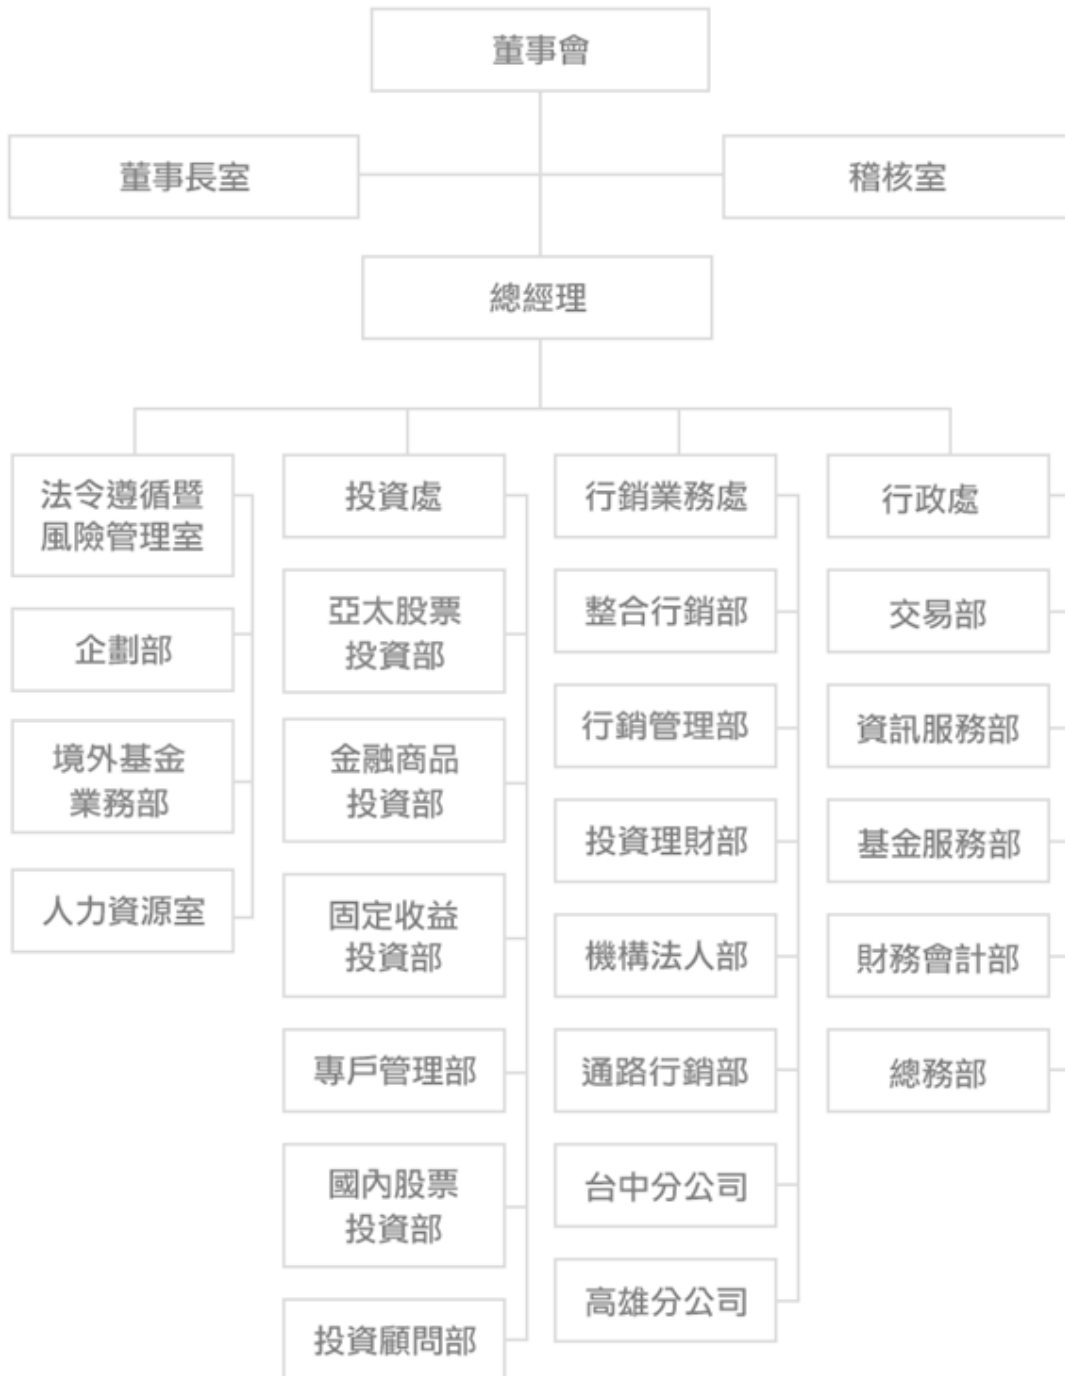 董事會
董事長室
稽核室
總經理
法令遵循暨
風險管理室
企劃部
境外基金
業務部
人力資源室
投資處
亞太股票
投資部
金融商品
投資部
固定收益
投資部
專戶管理部
國內股票
投資部
投資顧問部
行銷業務處
整合行銷部
行銷管理部
投資理財部
機構法人部
通路行銷部
台中分公司
高雄分公司
行政處
交易部
資訊服務部
基金服務部
財務會計部
總務部